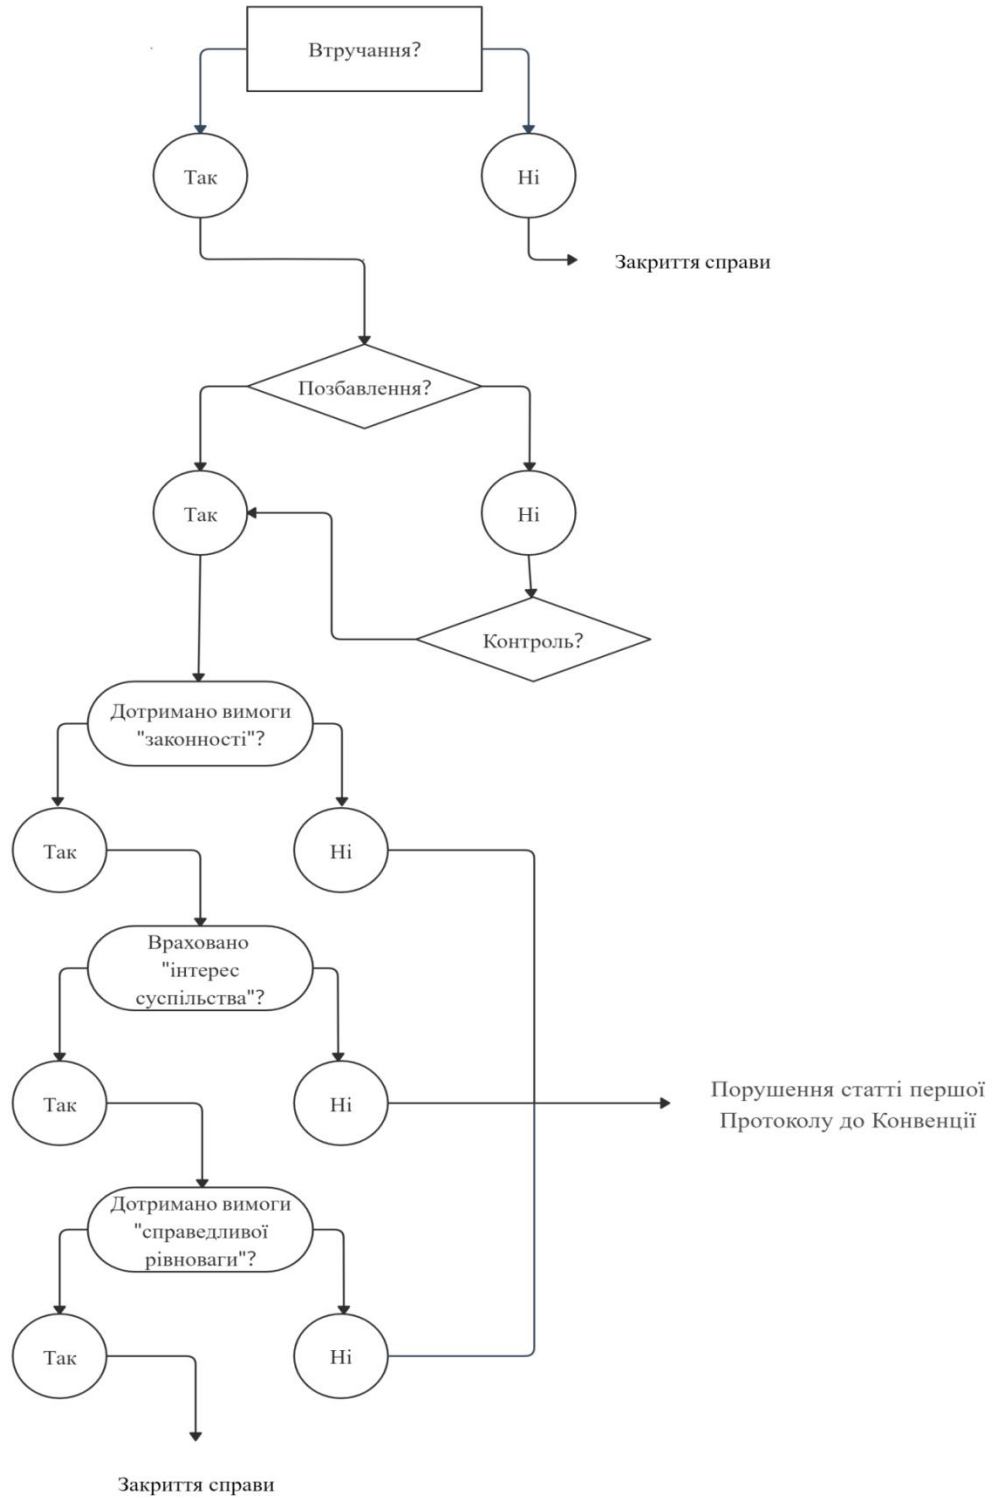 Втручання?
Так
Ні
Закриття справи
Позбавлення?
Так
Ні
Контроль?
Дотримано вимоги
"законності"?
Так
Ні
Враховано
"інтерес
суспільства"?
Так
Ні
Порушення статті першої
Протоколу до Конвенції
Дотримано вимоги
"справедливої
рівноваги"?
Так
Ні
Закриття справи